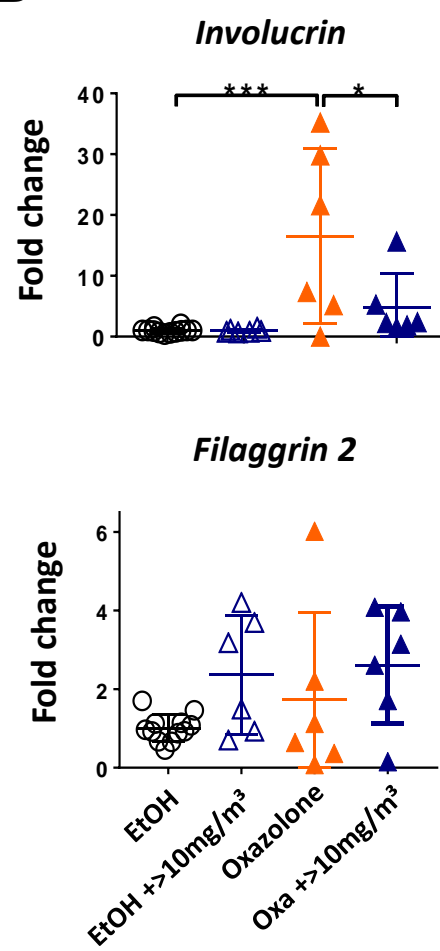 Involucrin
Fold change
40
30
20
10
0
***
*
Filaggrin 2
Fold change
6
4
2
0
EtOH
EtOH +>10mg/m³
Oxazolone
Oxa +>10mg/m³